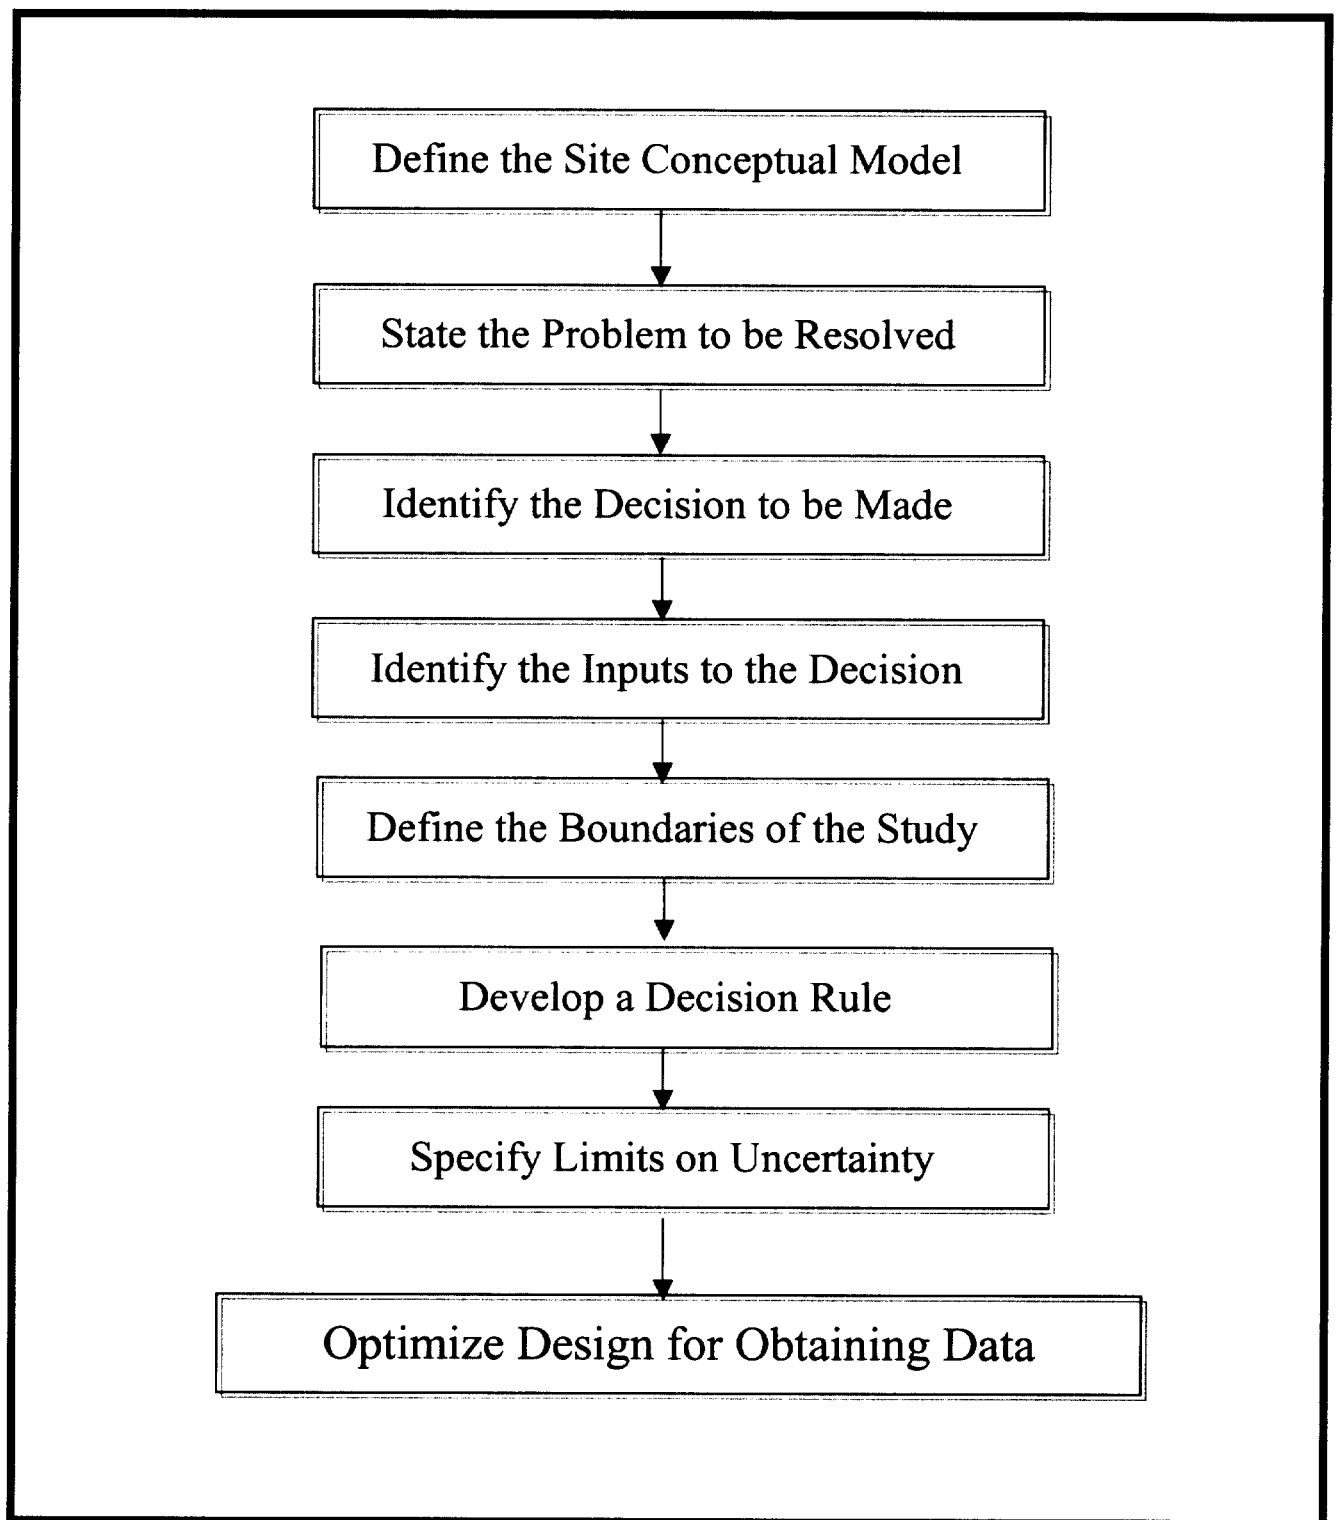 Define the Site Conceptual Model
State the Problem to be Resolved
Identify the Decision to be Made
Identify the Inputs to the Decision
Define the Boundaries of the Study
Develop a Decision Rule
Specify Limits on Uncertainty
Optimize Design for Obtaining Data